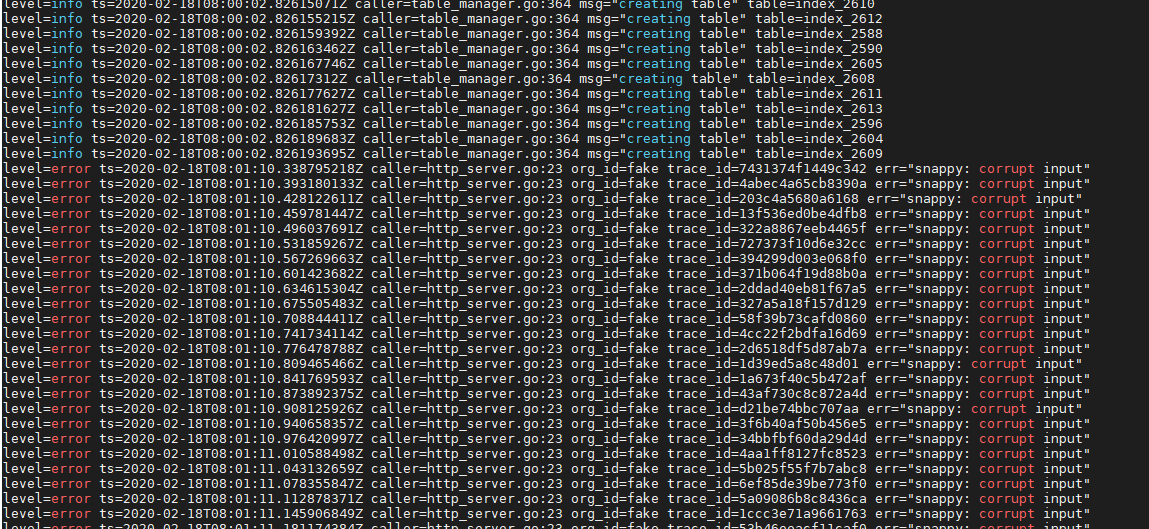 level=info ts=2020-02-18T08:00:02.82615071Z caller=table_manager.go:364 msg="creating table" table=index_2610
level=info ts=2020-02-18T08:00:02.826155215Z caller=table_manager.go:364 msg="creating table" table=index_2612
level=info ts=2020-02-18T08:00:02.826159392Z caller=table_manager.go:364 msg="creating table" table=index_2588
level=info ts=2020-02-18T08:00:02.826163462Z caller=table_manager.go:364 msg="creating table" table=index_2590
level=info ts=2020-02-18T08:00:02.826167746Z caller=table_manager.go:364 msg="creating table" table=index_2605
level=info ts=2020-02-18T08:00:02.82617312Z caller=table_manager.go:364 msg="creating table" table=index_2608
level=info ts=2020-02-18T08:00:02.826177627Z caller=table_manager.go:364 msg="creating table" table=index_2611
level=info ts=2020-02-18T08:00:02.826181627Z caller=table_manager.go:364 msg="creating table" table=index_2613
level=info ts=2020-02-18T08:00:02.826185753Z caller=table_manager.go:364 msg="creating table" table=index_2596
level=info ts=2020-02-18T08:00:02.826189683Z caller=table_manager.go:364 msg="creating table" table=index_2604
level=info ts=2020-02-18T08:00:02.826193695Z caller=table_manager.go:364 msg="creating table" table=index_2609
level=error ts=2020-02-18T08:01:10.338795218Z caller=http_server.go:23 org_id=fake trace_id=7431374f1449c342 err="snappy: corrupt input"
level=error ts=2020-02-18T08:01:10.393180133Z caller=http_server.go:23 org_id=fake trace_id=4abec4a65cb8390a err="snappy: corrupt input"
level=error ts=2020-02-18T08:01:10.428122611Z caller=http_server.go:23 org_id=fake trace_id=203c4a5680a6168 err="snappy: corrupt input"
level=error ts=2020-02-18T08:01:10.459781447Z caller=http_server.go:23 org_id=fake trace_id=13f536ed0be4dfb8 err="snappy: corrupt input"
level=error ts=2020-02-18T08:01:10.496037691Z caller=http_server.go:23 org_id=fake trace_id=322a8867eeb4465f err="snappy: corrupt input"
level=error ts=2020-02-18T08:01:10.531859267Z caller=http_server.go:23 org_id=fake trace_id=727373f10d6e32cc err="snappy: corrupt input"
level=error ts=2020-02-18T08:01:10.567269663Z caller=http_server.go:23 org_id=fake trace_id=394299d003e068f0 err="snappy: corrupt input"
level=error ts=2020-02-18T08:01:10.601423682Z caller=http_server.go:23 org_id=fake trace_id=371b064f19d88b0a err="snappy: corrupt input"
level=error ts=2020-02-18T08:01:10.634615304Z caller=http_server.go:23 org_id=fake trace_id=2ddad40eb81f67a5 err="snappy: corrupt input"
level=error ts=2020-02-18T08:01:10.675505483Z caller=http_server.go:23 org_id=fake trace_id=327a5a18f157d129 err="snappy: corrupt input"
level=error ts=2020-02-18T08:01:10.708844411Z caller=http_server.go:23 org_id=fake trace_id=58f39b73cafd0860 err="snappy: corrupt input"
level=error ts=2020-02-18T08:01:10.741734114Z caller=http_server.go:23 org_id=fake trace_id=4cc22f2bdfa16d69 err="snappy: corrupt input"
level=error ts=2020-02-18T08:01:10.776478788Z caller=http_server.go:23 org_id=fake trace_id=2d6518df5d87ab7a err="snappy: corrupt input"
level=error ts=2020-02-18T08:01:10.809465466Z caller=http_server.go:23 org_id=fake trace_id=1d39ed5a8c48d01 err="snappy: corrupt input"
level=error ts=2020-02-18T08:01:10.841769593Z caller=http_server.go:23 org_id=fake trace_id=1a673f40c5b472af err="snappy: corrupt input"
level=error ts=2020-02-18T08:01:10.873892375Z caller=http_server.go:23 org_id=fake trace_id=43af730c8c872a4d err="snappy: corrupt input"
level=error ts=2020-02-18T08:01:10.908125926Z caller=http_server.go:23 org_id=fake trace_id=d21be74bbc707aa err="snappy: corrupt input"
level=error ts=2020-02-18T08:01:10.940658357Z caller=http_server.go:23 org_id=fake trace_id=3f6b40af50b456e5 err="snappy: corrupt input"
level=error ts=2020-02-18T08:01:10.976420997Z caller=http_server.go:23 org_id=fake trace_id=34bbfbf60da29d4d err="snappy: corrupt input"
level=error ts=2020-02-18T08:01:11.010588498Z caller=http_server.go:23 org_id=fake trace_id=4aa1ff8127fc8523 err="snappy: corrupt input"
level=error ts=2020-02-18T08:01:11.043132659Z caller=http_server.go:23 org_id=fake trace_id=5b025f55f7b7abc8 err="snappy: corrupt input"
level=error ts=2020-02-18T08:01:11.078355847Z caller=http_server.go:23 org_id=fake trace_id=6ef85de39be773f0 err="snappy: corrupt input"
level=error ts=2020-02-18T08:01:11.112878371Z caller=http_server.go:23 org_id=fake trace_id=5a09086b8c8436ca err="snappy: corrupt input"
level=error ts=2020-02-18T08:01:11.145906849Z caller=http_server.go:23 org_id=fake trace_id=1ccc3e71a9661763 err="snappy: corrupt input"
level=error caller=http_server.go:23 org_id=fake err="snappy: corrupt input"